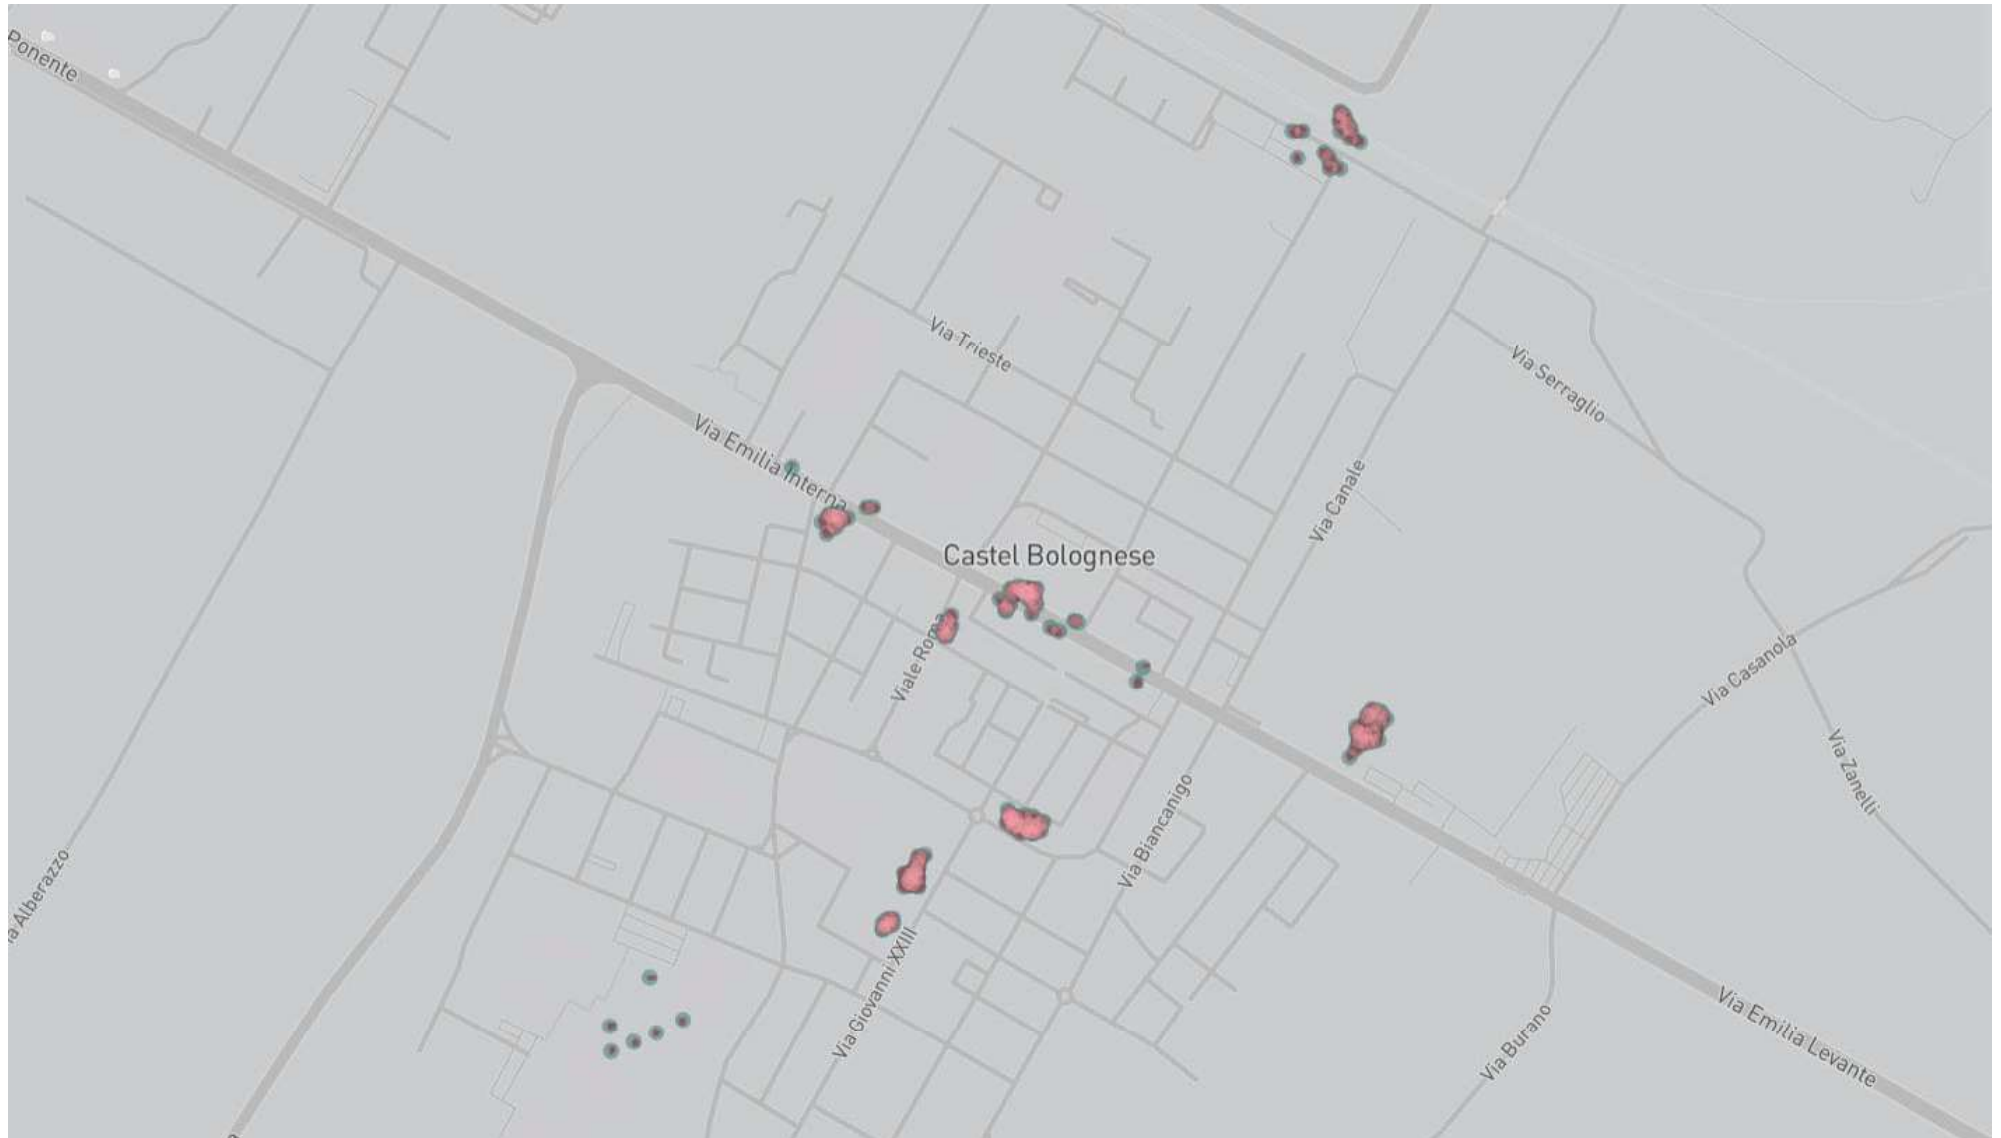 Ponente
Via Trieste
Via Serraglio
Via Emilia Interna
Via Canale
Castel Bolognese
Viale Roma
Via Casanola
Via Zanelli
Via Biancanigo
a Alberazzo
Via Giovanni XXIII
Via Burano
Via Emilia Levante